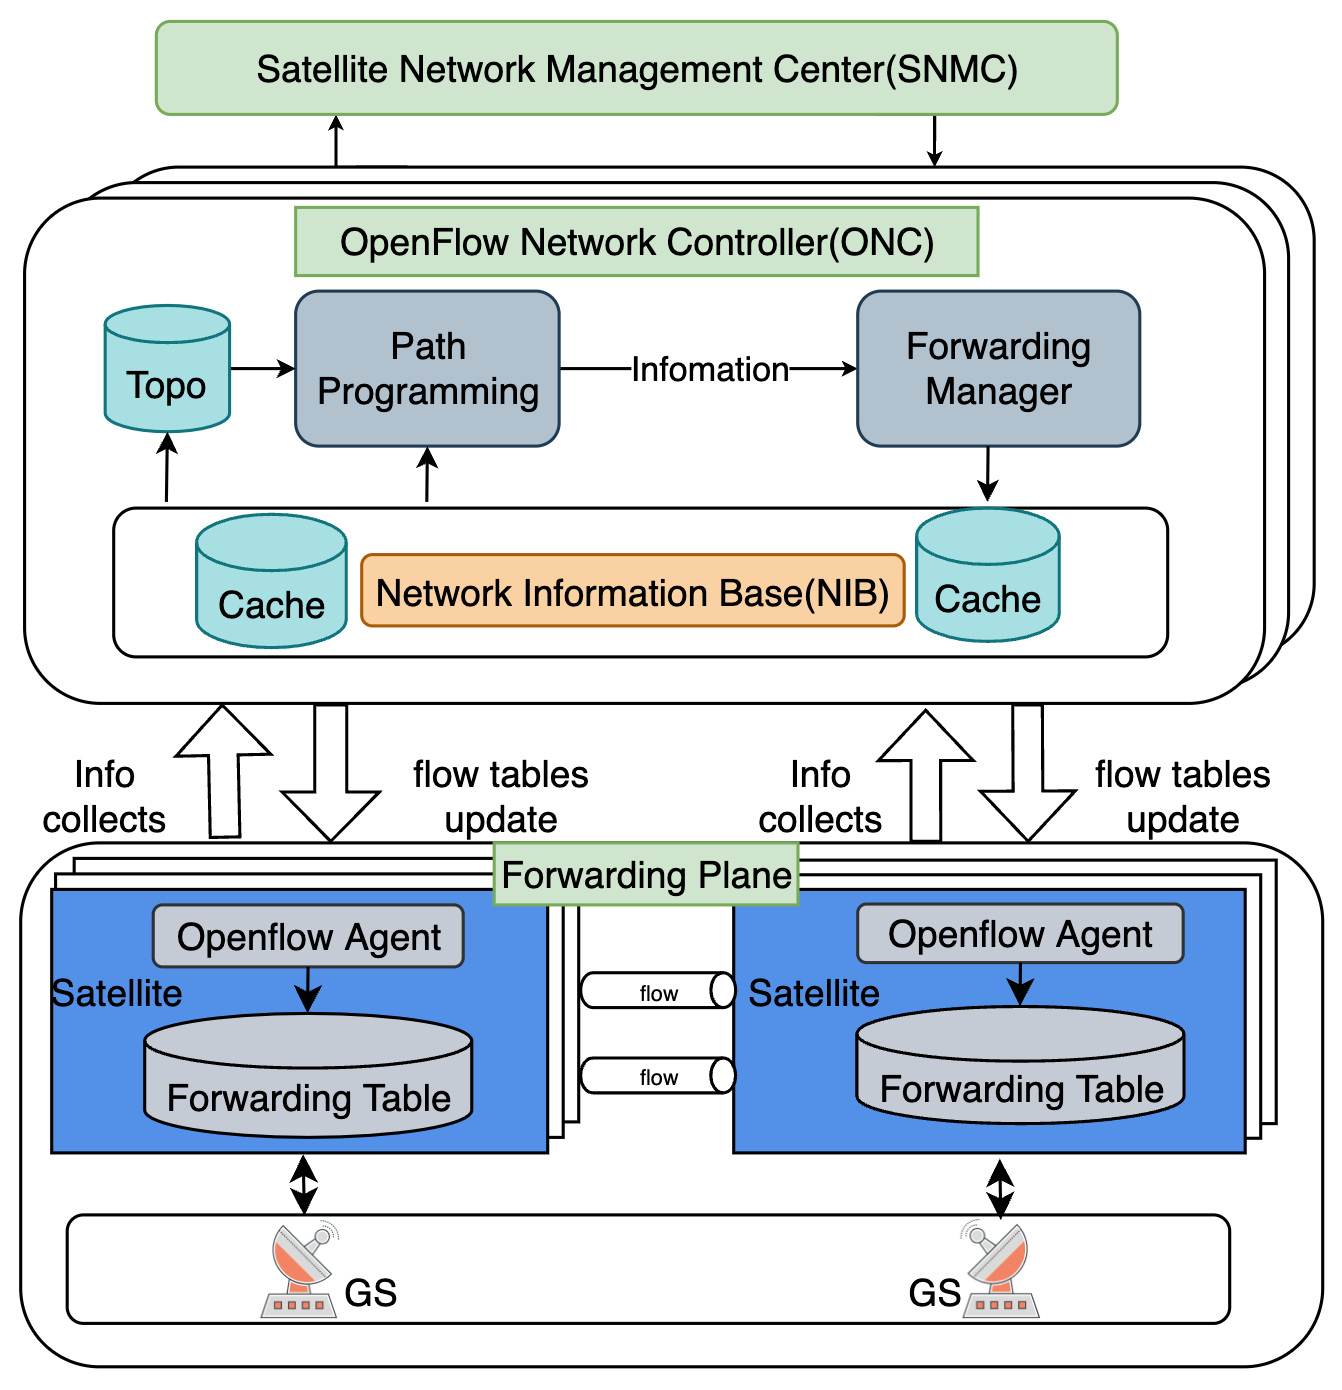 Satellite Network Management Center(SNMC)
OpenFlow Network Controller(ONC)
Topo
Path
Programming
Infomation
Forwarding
Manager
Cache
Network Information Base(NIB)
Cache
Info
collects
flow tables
update
Info
collects
flow tables
update
Forwarding Plane
Openflow Agent
Satellite
Forwarding Table
flow
flow
Openflow Agent
Satellite
Forwarding Table
GS
GS